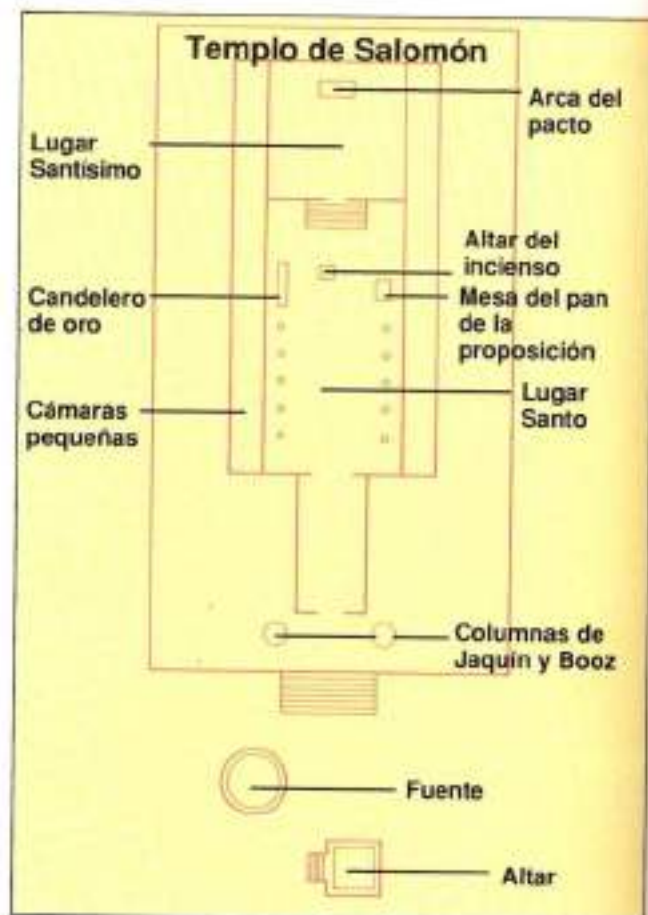 Templo de Salomón
Arca del
pacto
Lugar
Santísimo
Altar del
incienso
Candelero
de oro
Mesa del pan
de la
proposición
Lugar
Santo
Cámaras
pequeñas
Columnas de
Jaquín y Booz
Fuente
Altar